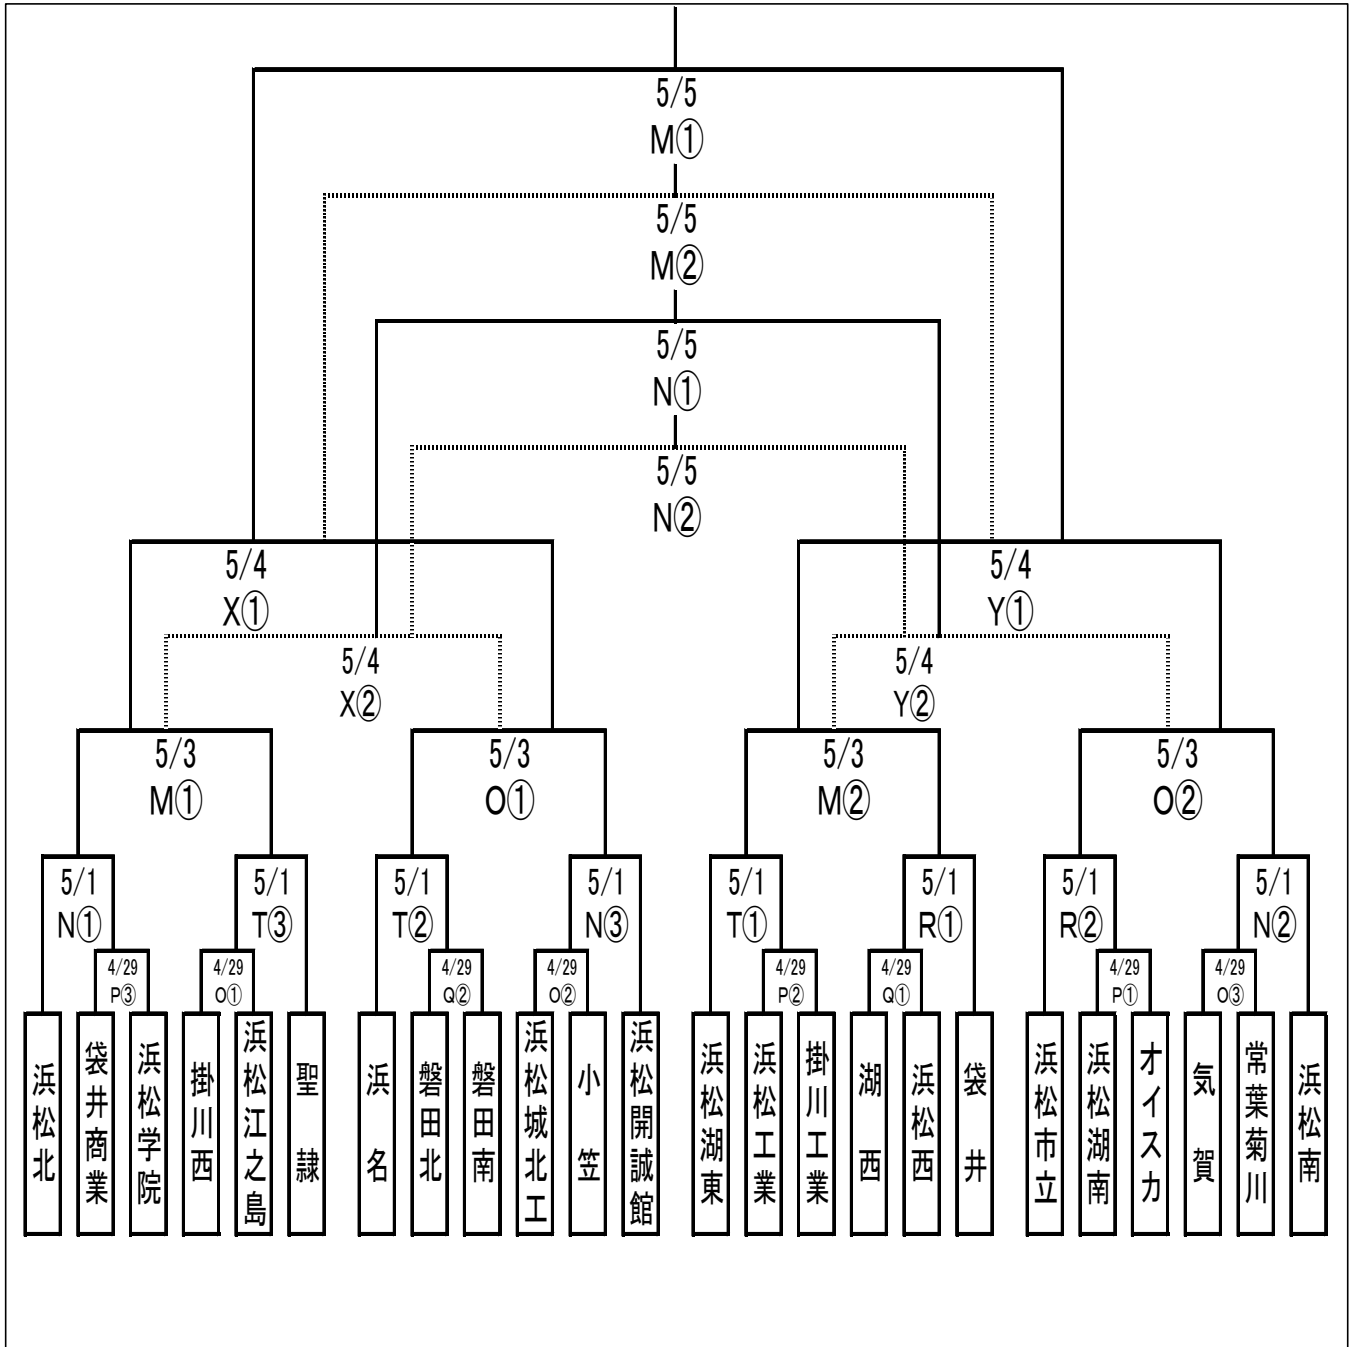 5/5
M①
5/5
M②
5/5
N①
5/5
N②
5/4
X①
5/4
Y①
5/4
X②
5/4
Y②
5/3
M①
5/3
O①
5/3
M②
5/3
O②
5/1
N①
5/1
T③
5/1
T②
5/1
N③
5/1
T①
5/1
R①
5/1
R②
5/1
N②
4/29
P③
4/29
O①
4/29
Q②
4/29
O②
4/29
P②
4/29
Q①
4/29
P①
4/29
O③
浜松北
袋井商業
浜松学院
掛川西
浜松江之島
聖隷
浜名
磐田北
磐田南
浜松城北工
小笠
浜松開誠館
浜松湖東
浜松工業
掛川工業
湖西
浜松西
袋井
浜松市立
浜松湖南
オイスカ
気賀
常葉菊川
浜松南